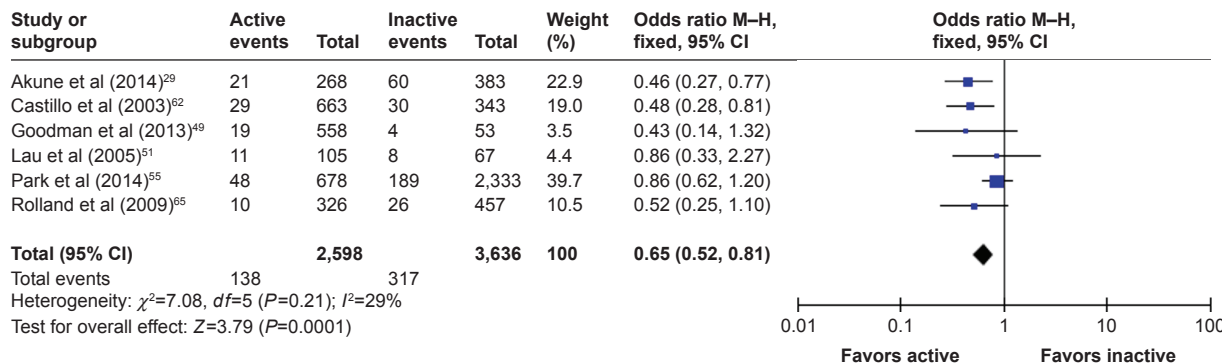 Study or subgroup Active events Total Inactive events Total Weight (%) Odds ratio M–H, fixed, 95% CI Odds ratio M–H, fixed, 95% CI
Akune et al (2014)²⁹ 21 268 60 383 22.9 0.46 (0.27, 0.77)
Castillo et al (2003)⁶² 29 663 30 343 19.0 0.48 (0.28, 0.81)
Goodman et al (2013)⁴⁹ 19 558 4 53 3.5 0.43 (0.14, 1.32)
Lau et al (2005)⁵¹ 11 105 8 67 4.4 0.86 (0.33, 2.27)
Park et al (2014)⁵⁵ 48 678 189 2,333 39.7 0.86 (0.62, 1.20)
Rolland et al (2009)⁶⁵ 10 326 26 457 10.5 0.52 (0.25, 1.10)
Total (95% CI) 2,598 3,636 100 0.65 (0.52, 0.81)
Total events 138 317
Heterogeneity: χ²=7.08, df=5 (P=0.21); I²=29%
Test for overall effect: Z=3.79 (P=0.0001)
0.01 0.1 1 10 100
Favors active Favors inactive